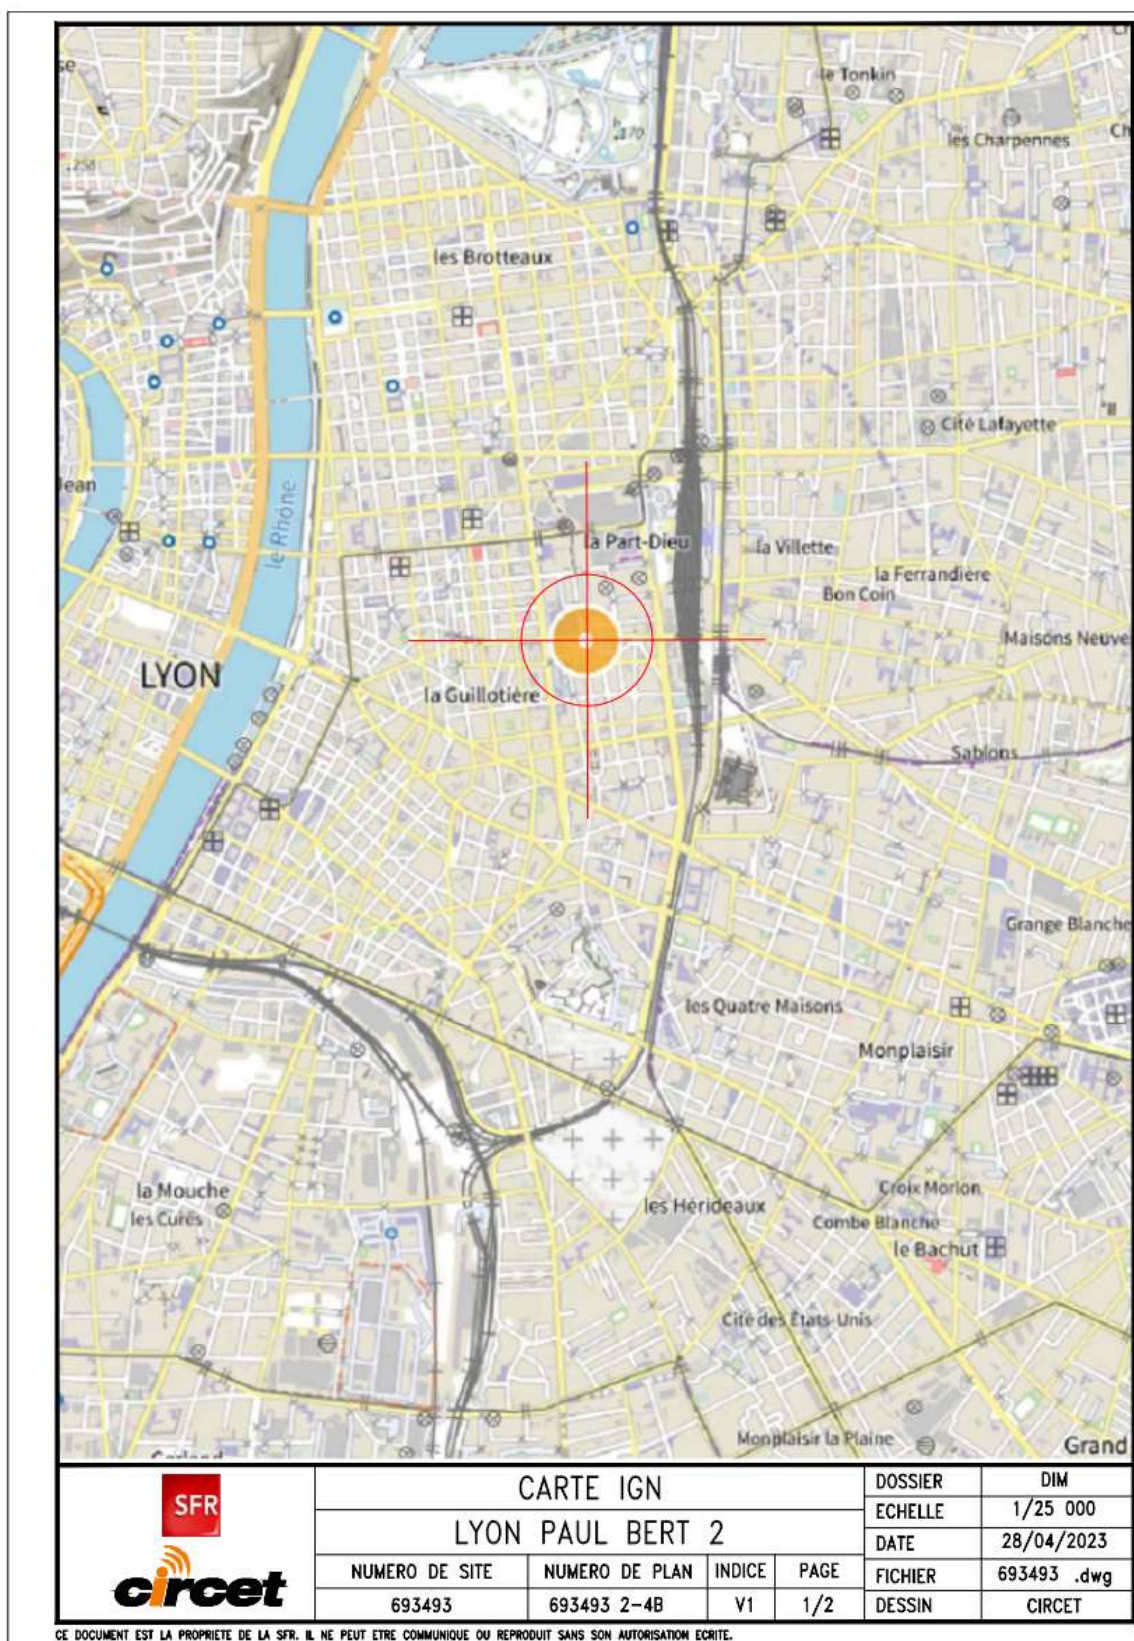 le Tonkin
les Charpennes
Ch
170
les Brotteaux
Cité Lafayette
Jean
le Rhône
la Part-Dieu
la Villette
la Ferrandière
Bon Coin
Maisons Neuve
LYON
la Guillotière
Sablons
Grange Blanche
les Quatre Maisons
Monplaisir
la Mouche
les Cures
les Hérideaux
Croix Morlon
Combe Blanche
le Bachut
Cité des États-Unis
Monplaisir la Plaine
Grand
SFR
circet
CARTE IGN
LYON PAUL BERT 2
NUMERO DE SITE
NUMERO DE PLAN
INDICE
PAGE
693493
693493 2-4B
V1
1/2
DOSSIER
DIM
ECHELLE
1/25 000
DATE
28/04/2023
FICHIER
693493 .dwg
DESSIN
CIRCET
CE DOCUMENT EST LA PROPRIETE DE LA SFR. IL NE PEUT ETRE COMMUNIQUE OU REPRODUIT SANS SON AUTORISATION ECRITE.